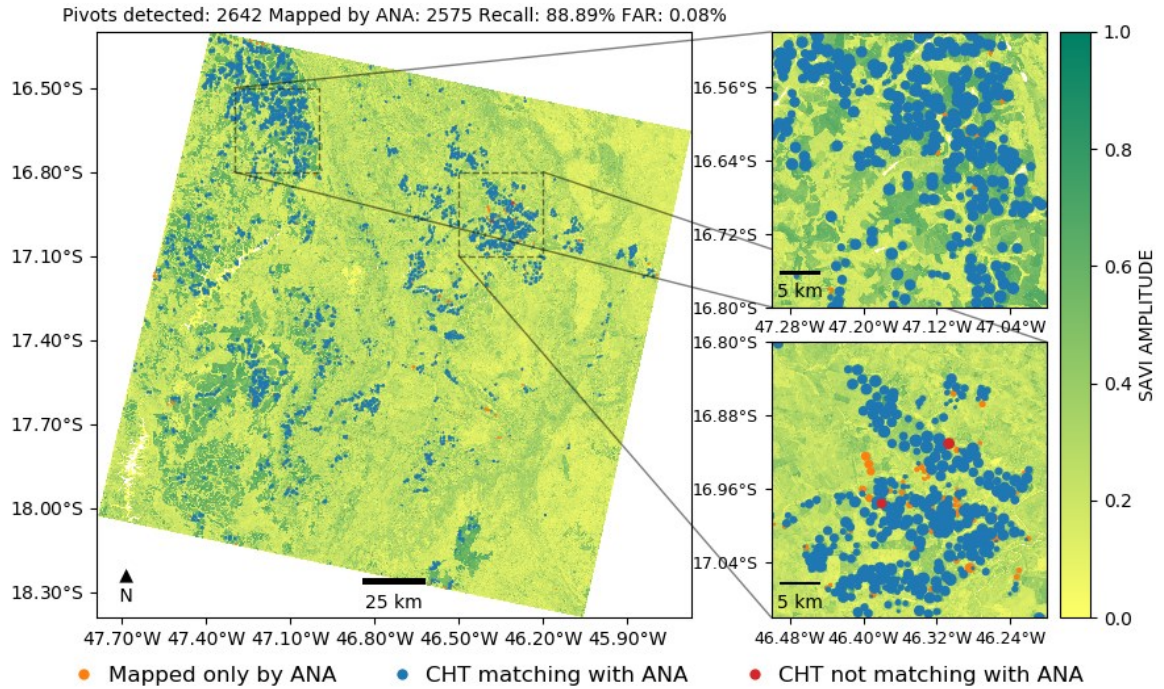 Pivots detected: 2642 Mapped by ANA: 2575 Recall: 88.89% FAR: 0.08%
16.50°S
16.80°S
17.10°S
17.40°S
17.70°S
18.00°S
18.30°S
N
25 km
47.70°W 47.40°W 47.10°W 46.80°W 46.50°W 46.20°W 45.90°W
16.56°S
16.64°S
16.72°S
16.80°S
5 km
47.28°W 47.20°W 47.12°W 47.04°W
16.80°S
16.88°S
16.96°S
17.04°S
5 km
46.48°W 46.40°W 46.32°W 46.24°W
1.0
0.8
0.6
0.4
0.2
0.0
SAVI AMPLITUDE
Mapped only by ANA CHT matching with ANA CHT not matching with ANA